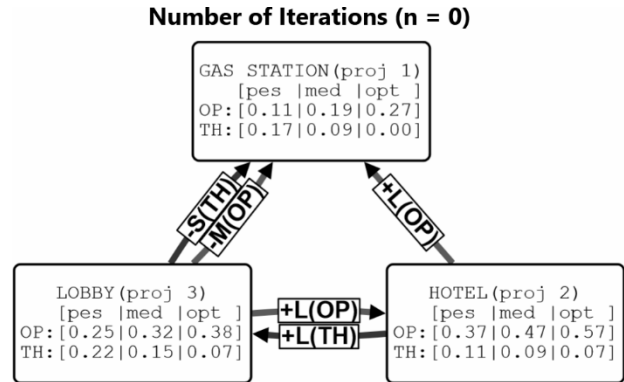 Number of Iterations (n = 0)
GAS STATION(proj 1)
[pes |med |opt ]
OP:[0.11|0.19|0.27]
TH:[0.17|0.09|0.00]
-S(TH)
-M(OP)
+L(OP)
LOBBY(proj 3)
[pes |med |opt ]
OP:[0.25|0.32|0.38]
TH:[0.22|0.15|0.07]
+L(OP)
+L(TH)
HOTEL(proj 2)
[pes |med |opt ]
OP:[0.37|0.47|0.57]
TH:[0.11|0.09|0.07]